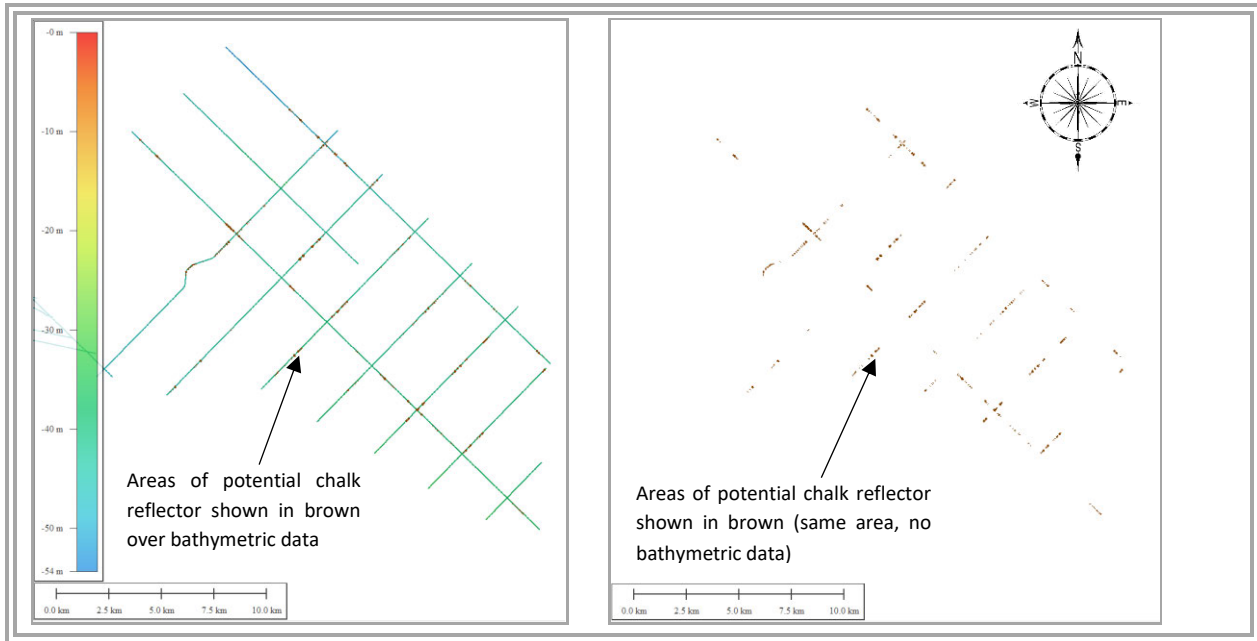 -0 m
-10 m
-20 m
-30 m
-40 m
-50 m
-54 m
Areas of potential chalk
reflector shown in brown
over bathymetric data
0.0 km 2.5 km 5.0 km 7.5 km 10.0 km
N
W
E
S
Areas of potential chalk reflector
shown in brown (same area, no
bathymetric data)
0.0 km 2.5 km 5.0 km 7.5 km 10.0 km